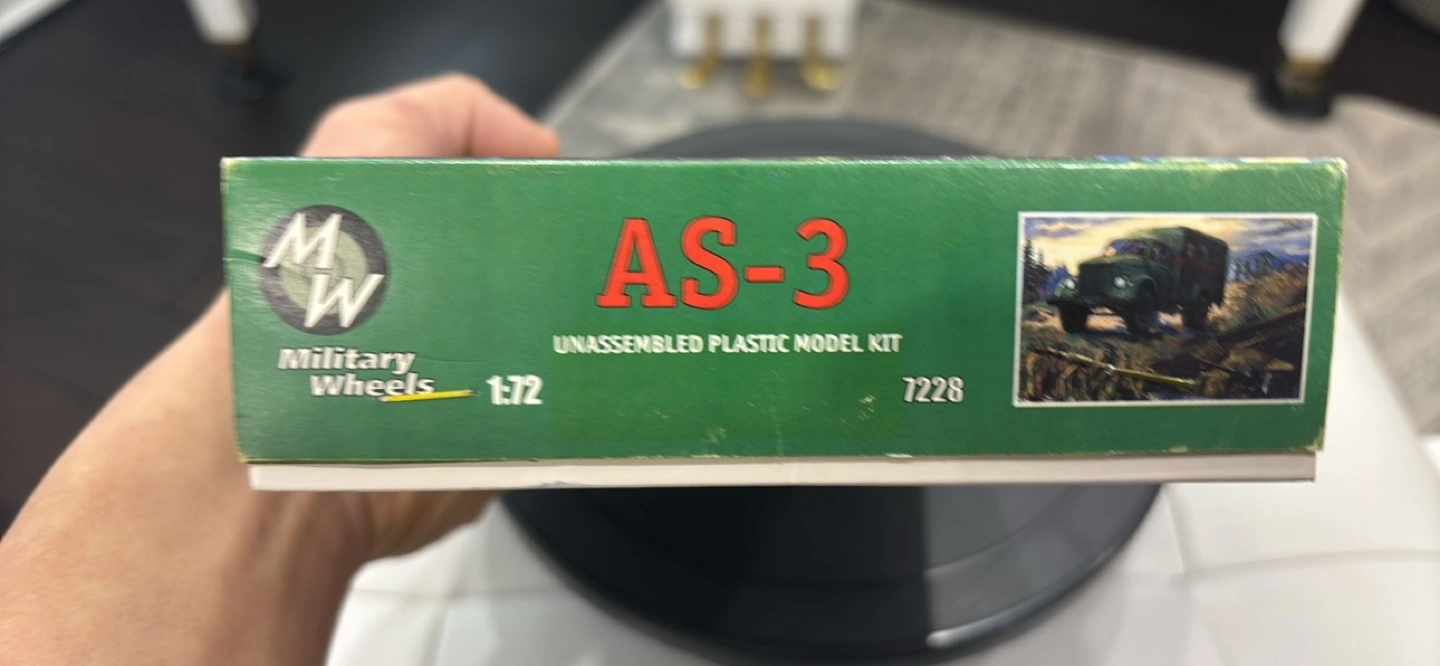 MW
Military
Wheels
1:72
AS-3
UNASSEMBLED PLASTIC MODEL KIT
7228